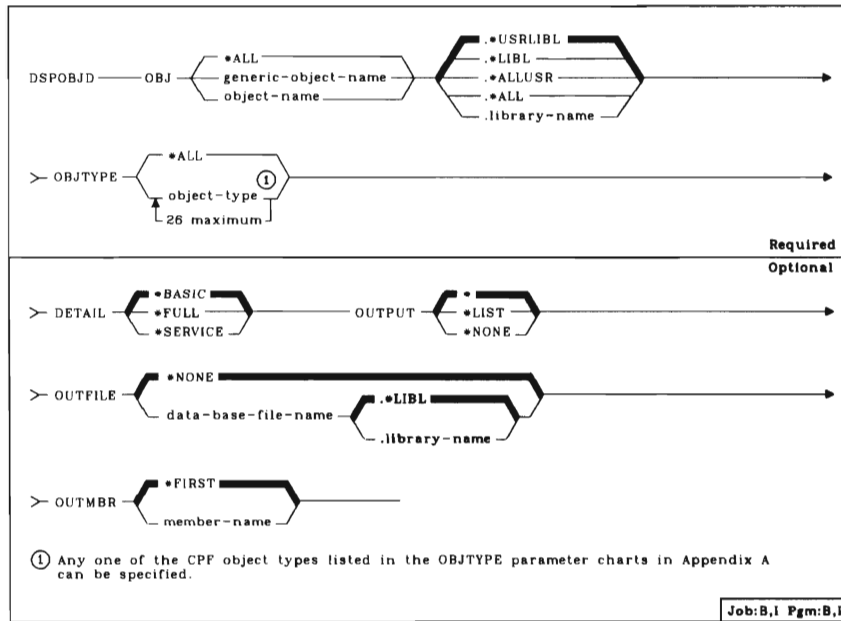 *ALL
.*USRLIBL
.*LIBL
DSPOBJD OBJ generic-object-name .*ALLUSR
object-name .*ALL
.library-name
*ALL
> OBJTYPE object-type ①
26 maximum
Required
Optional
*BASIC *
> DETAIL *FULL OUTPUT *LIST
*SERVICE *NONE
*NONE
> OUTFILE .*LIBL
data-base-file-name
.library-name
*FIRST
> OUTMBR
member-name
① Any one of the CPF object types listed in the OBJTYPE parameter charts in Appendix A
can be specified.
Job:B,I Pgm:B,